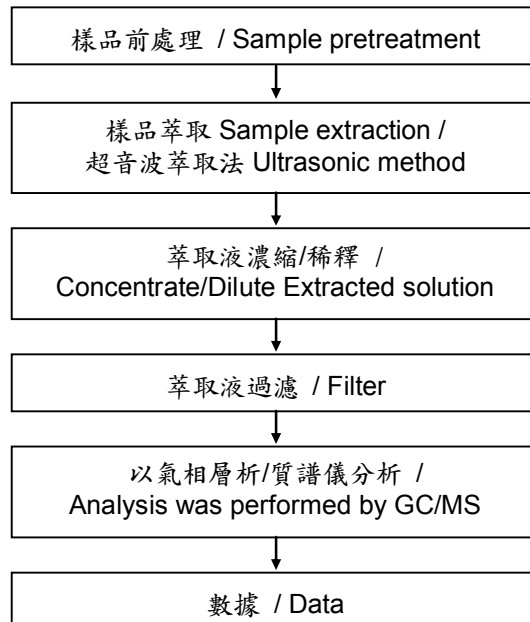 樣品前處理 / Sample pretreatment
樣品萃取 Sample extraction /
超音波萃取法 Ultrasonic method
萃取液濃縮/稀釋 /
Concentrate/Dilute Extracted solution
萃取液過濾 / Filter
以氣相層析/質譜儀分析 /
Analysis was performed by GC/MS
數據 / Data